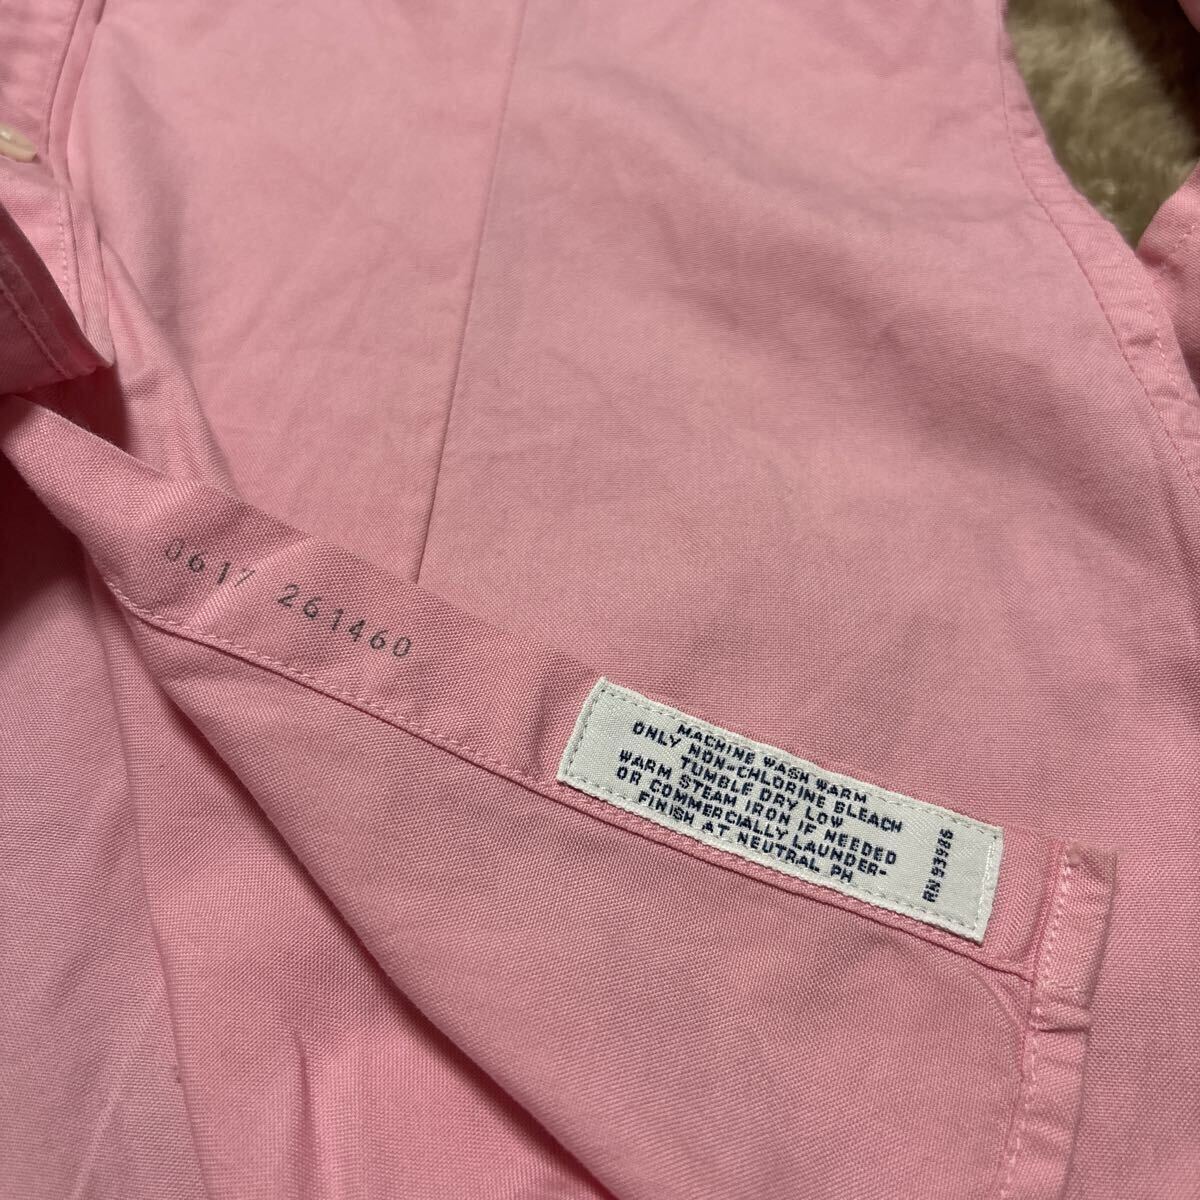 0617 261460
MACHINE WASH WARM
ONLY NON-CHLORINE BLEACH
TUMBLE DRY LOW
WARM STEAM IRON IF NEEDED
OR COMMERCIALLY LAUNDER-
FINISH AT NEUTRAL PH
RN 93986